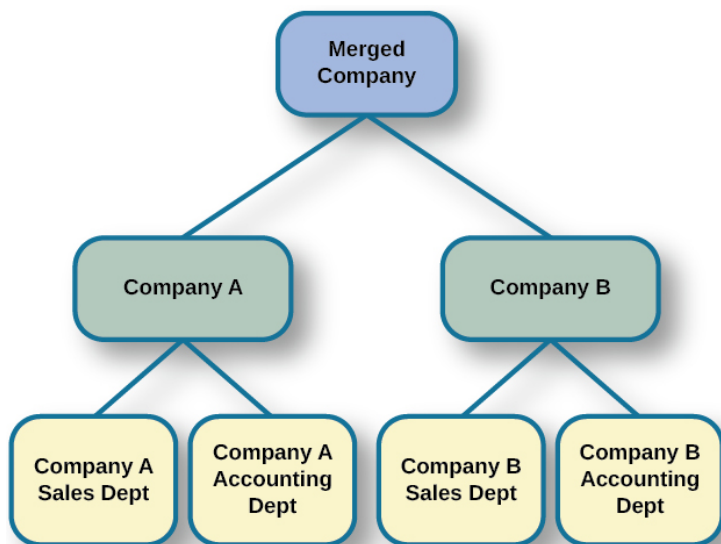 Merged
Company
Company A
Company B
Company A
Sales Dept
Company A
Accounting
Dept
Company B
Sales Dept
Company B
Accounting
Dept